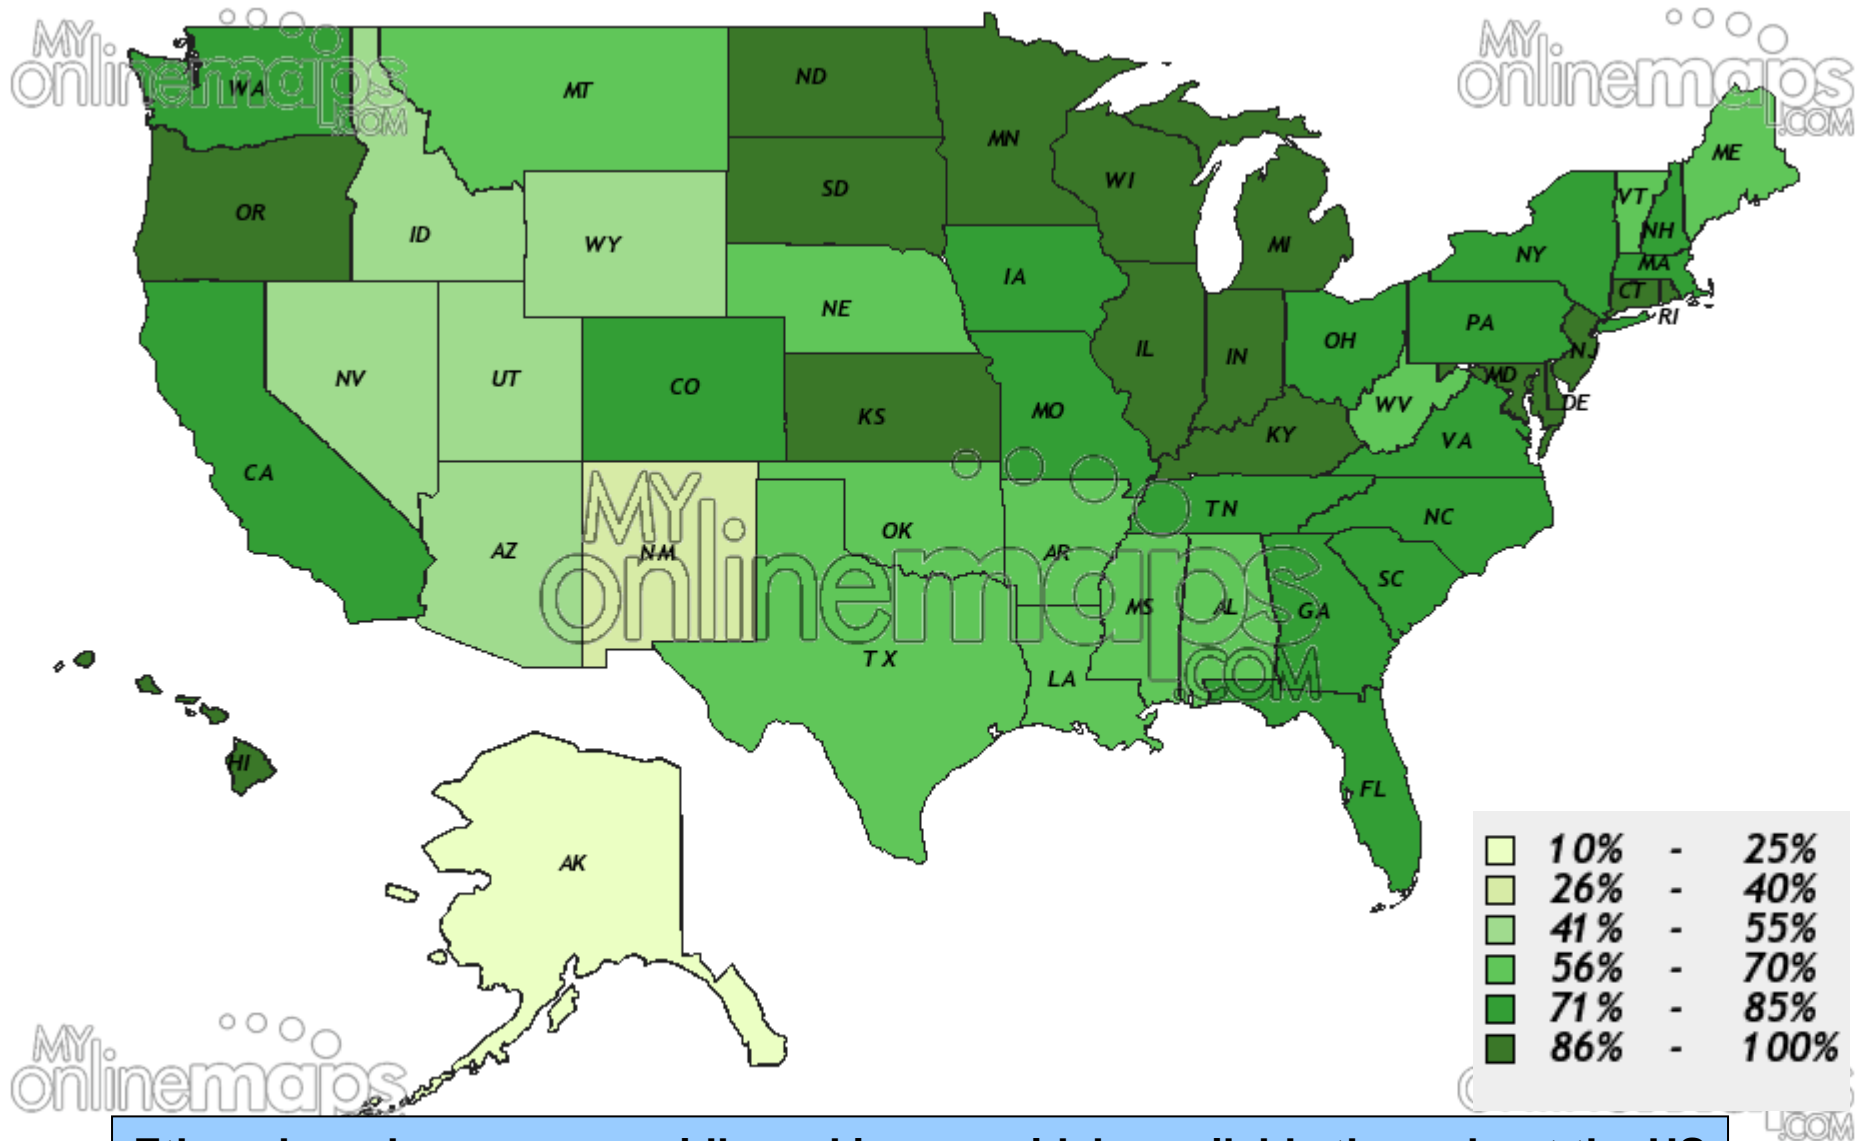 MY
onlinemaps
.COM
MY
onlinemaps
.COM
WA
MT
ND
MN
OR
ID
WY
SD
WI
MI
ME
VT
NH
NY
MA
CT
RI
IA
NE
PA
OH
IL
IN
NJ
MD
DE
NV
UT
CO
KS
MO
KY
WV
VA
CA
AZ
NM
OK
AR
TN
NC
SC
MS
AL
GA
TX
LA
FL
HI
AK
MY
onlinemaps
.COM
10% - 25%
26% - 40%
41% - 55%
56% - 70%
71% - 85%
86% - 100%
MY
onlinemaps
.COM